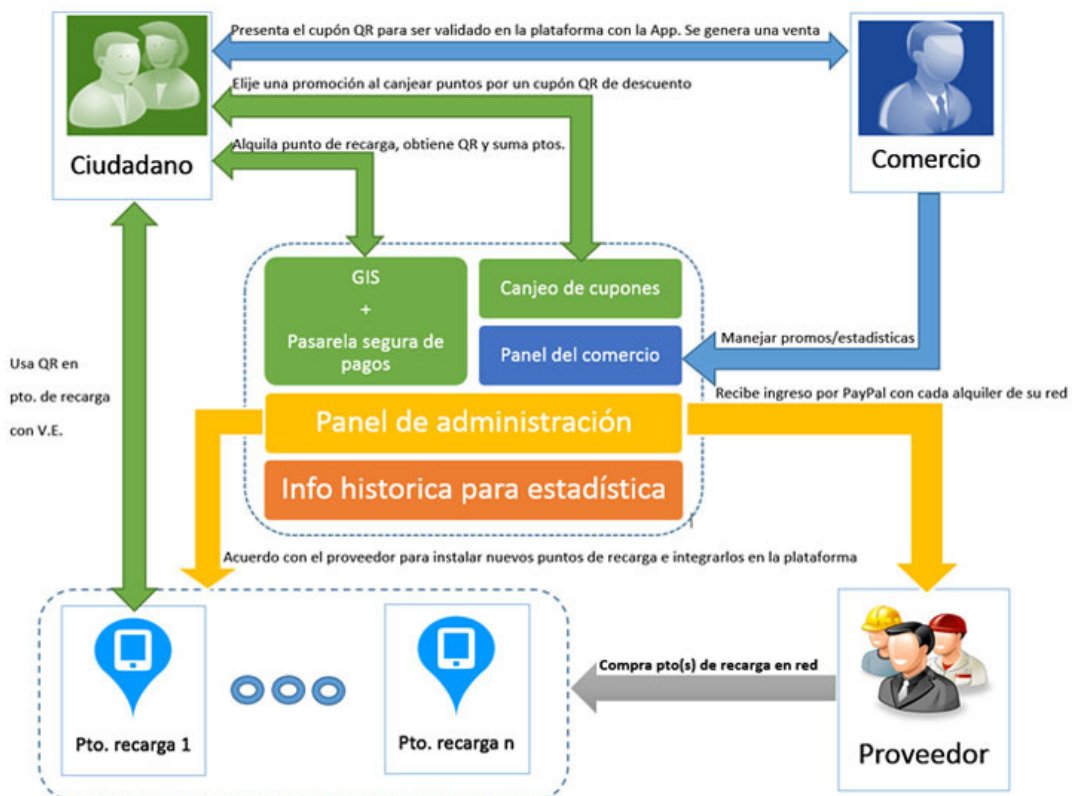 Presenta el cupón QR para ser validado en la plataforma con la App. Se genera una venta
Elije una promoción al canjear puntos por un cupón QR de descuento
Alquila punto de recarga, obtiene QR y suma ptos.
Ciudadano
Comercio
GIS
+
Pasarela segura de
pagos
Canjeo de cupones
Panel del comercio
Manejar promos/estadisticas
Usa QR en
pto. de recarga
con V.E.
Recibe ingreso por PayPal con cada alquiler de su red
Panel de administración
Info historica para estadística
Acuerdo con el proveedor para instalar nuevos puntos de recarga e integrarlos en la plataforma
Compra pto(s) de recarga en red
Pto. recarga 1
Pto. recarga n
Proveedor